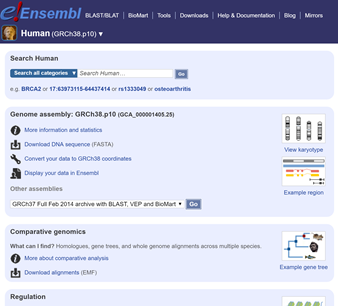 e!Ensembl BLAST/BLAT | BioMart | Tools | Downloads | Help & Documentation | Blog | Mirrors
Human (GRCh38.p10) ▼
Search Human
Search all categories ▼ Search Human... Go
e.g. BRCA2 or 17:63973115-64437414 or rs1333049 or osteoarthritis
Genome assembly: GRCh38.p10 (GCA_000001405.25)
More information and statistics
Download DNA sequence (FASTA)
Convert your data to GRCh38 coordinates
Display your data in Ensembl
Other assemblies
GRCh37 Full Feb 2014 archive with BLAST, VEP and BioMart ▼ Go
View karyotype
Example region
Comparative genomics
What can I find? Homologues, gene trees, and whole genome alignments across multiple species.
More about comparative analysis
Download alignments (EMF)
Example gene tree
Regulation